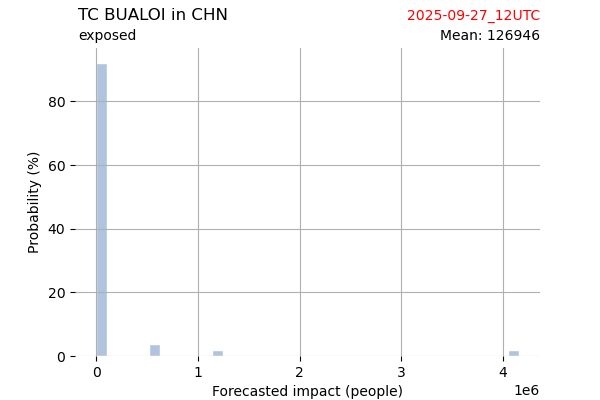 TC BUALOI in CHN
2025-09-27_12UTC
exposed
Mean: 126946
Probability (%)
80
60
40
20
0
0 1 2 3 4
1e6
Forecasted impact (people)